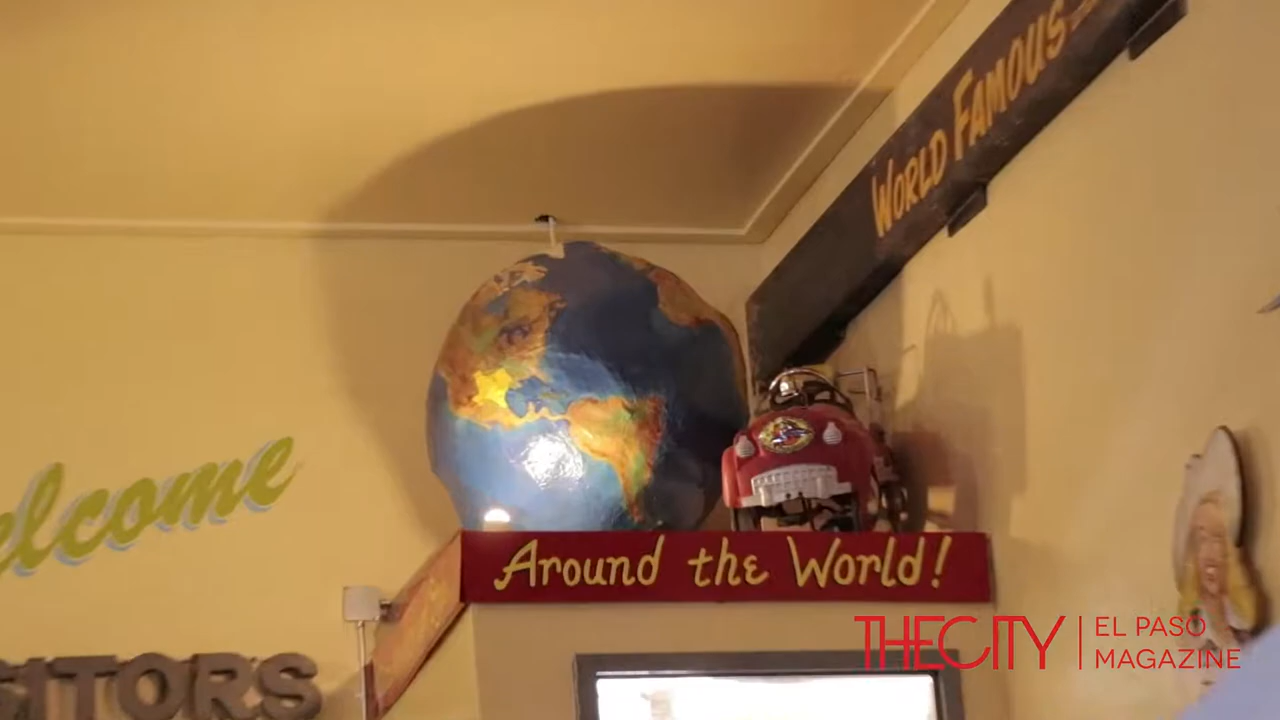 WORLD FAMOUS
elcome
Around the World!
ITORS
THECITY
EL PASO
MAGAZINE